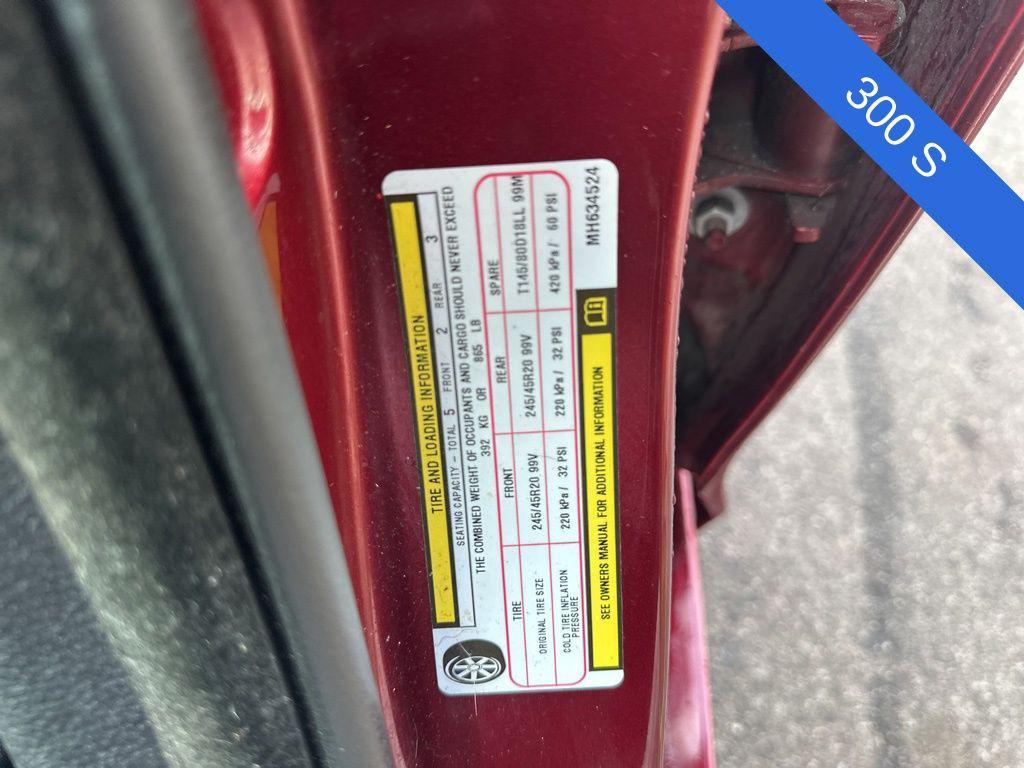 300 S
TIRE AND LOADING INFORMATION
SEATING CAPACITY - TOTAL 5 FRONT 2 REAR 3
THE COMBINED WEIGHT OF OCCUPANTS AND CARGO SHOULD NEVER EXCEED
392 KG OR 865 LB
TIRE FRONT REAR SPARE
ORIGINAL TIRE SIZE 245/45R20 99V 245/45R20 99V T145/80D18LL 99M
COLD TIRE INFLATION
PRESSURE 220 kPa / 32 PSI 220 kPa / 32 PSI 420 kPa / 60 PSI
SEE OWNERS MANUAL FOR ADDITIONAL INFORMATION
MH634524